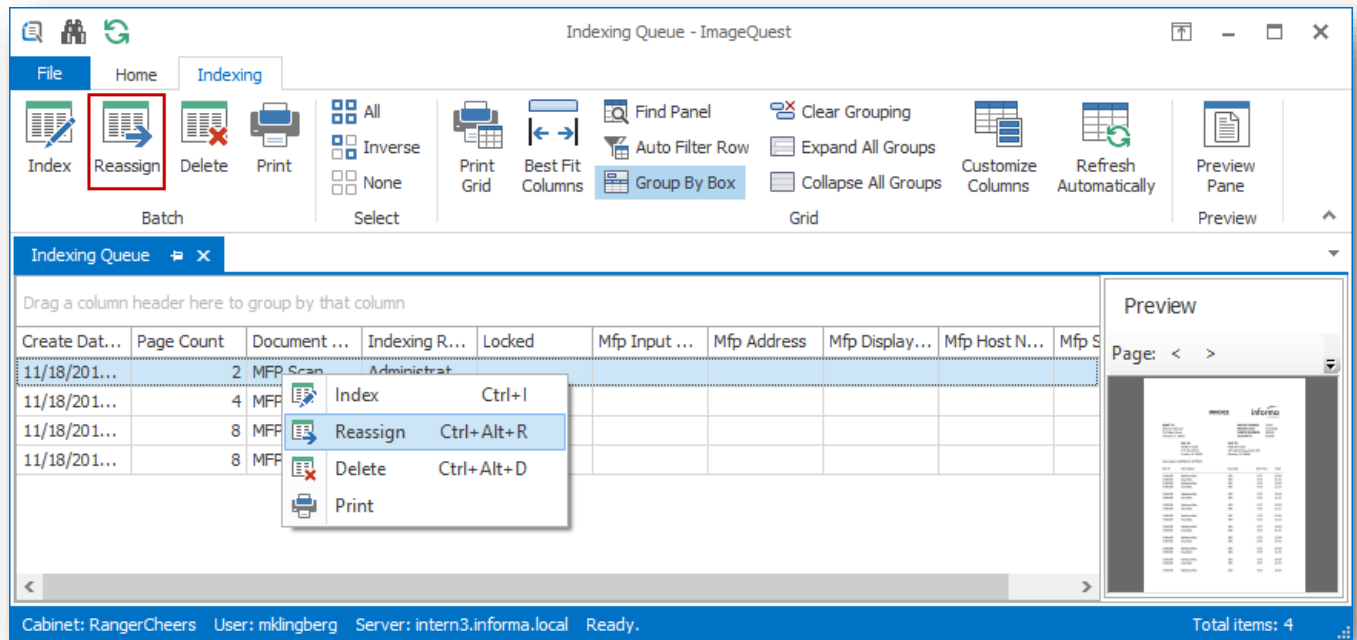 Indexing Queue - ImageQuest
File Home Indexing
Index Reassign Delete Print
All
Inverse
None
Print Grid
Best Fit Columns
Find Panel
Auto Filter Row
Group By Box
Clear Grouping
Expand All Groups
Collapse All Groups
Customize Columns
Refresh Automatically
Preview Pane
Batch Select Grid Preview
Indexing Queue
Drag a column header here to group by that column
Create Dat... Page Count Document ... Indexing R... Locked Mfp Input ... Mfp Address Mfp Display... Mfp Host N... Mfp S
11/18/201... 2 MFP Scan Administrat
11/18/201... 4 MFP
11/18/201... 8 MFP
11/18/201... 8 MFP
Index Ctrl+I
Reassign Ctrl+Alt+R
Delete Ctrl+Alt+D
Print
Preview
Page: < >
INVOICE informa
Cabinet: RangerCheers User: mklingberg Server: intern3.informa.local Ready. Total items: 4